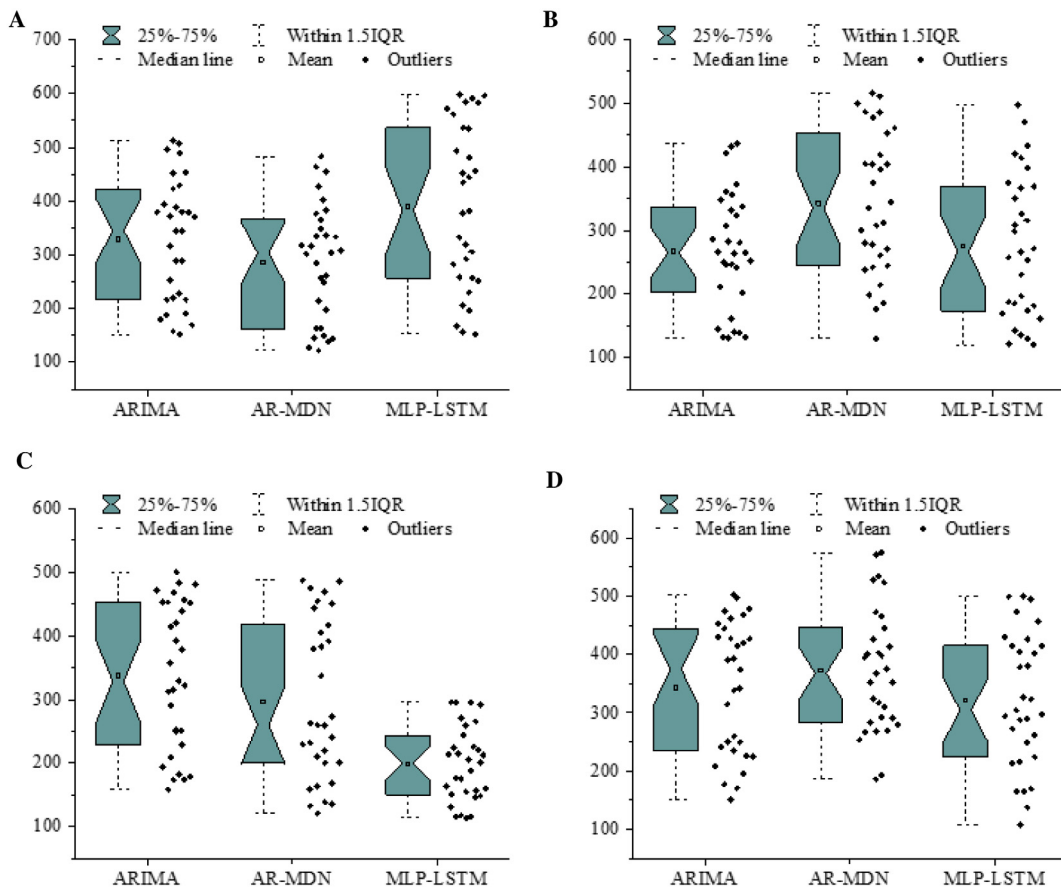 A
25%-75% Within 1.5IQR
Median line Mean Outliers
700
600
500
400
300
200
100
ARIMA AR-MDN MLP-LSTM
B
25%-75% Within 1.5IQR
Median line Mean Outliers
600
500
400
300
200
100
ARIMA AR-MDN MLP-LSTM
C
25%-75% Within 1.5IQR
Median line Mean Outliers
600
500
400
300
200
100
ARIMA AR-MDN MLP-LSTM
D
25%-75% Within 1.5IQR
Median line Mean Outliers
600
500
400
300
200
100
ARIMA AR-MDN MLP-LSTM